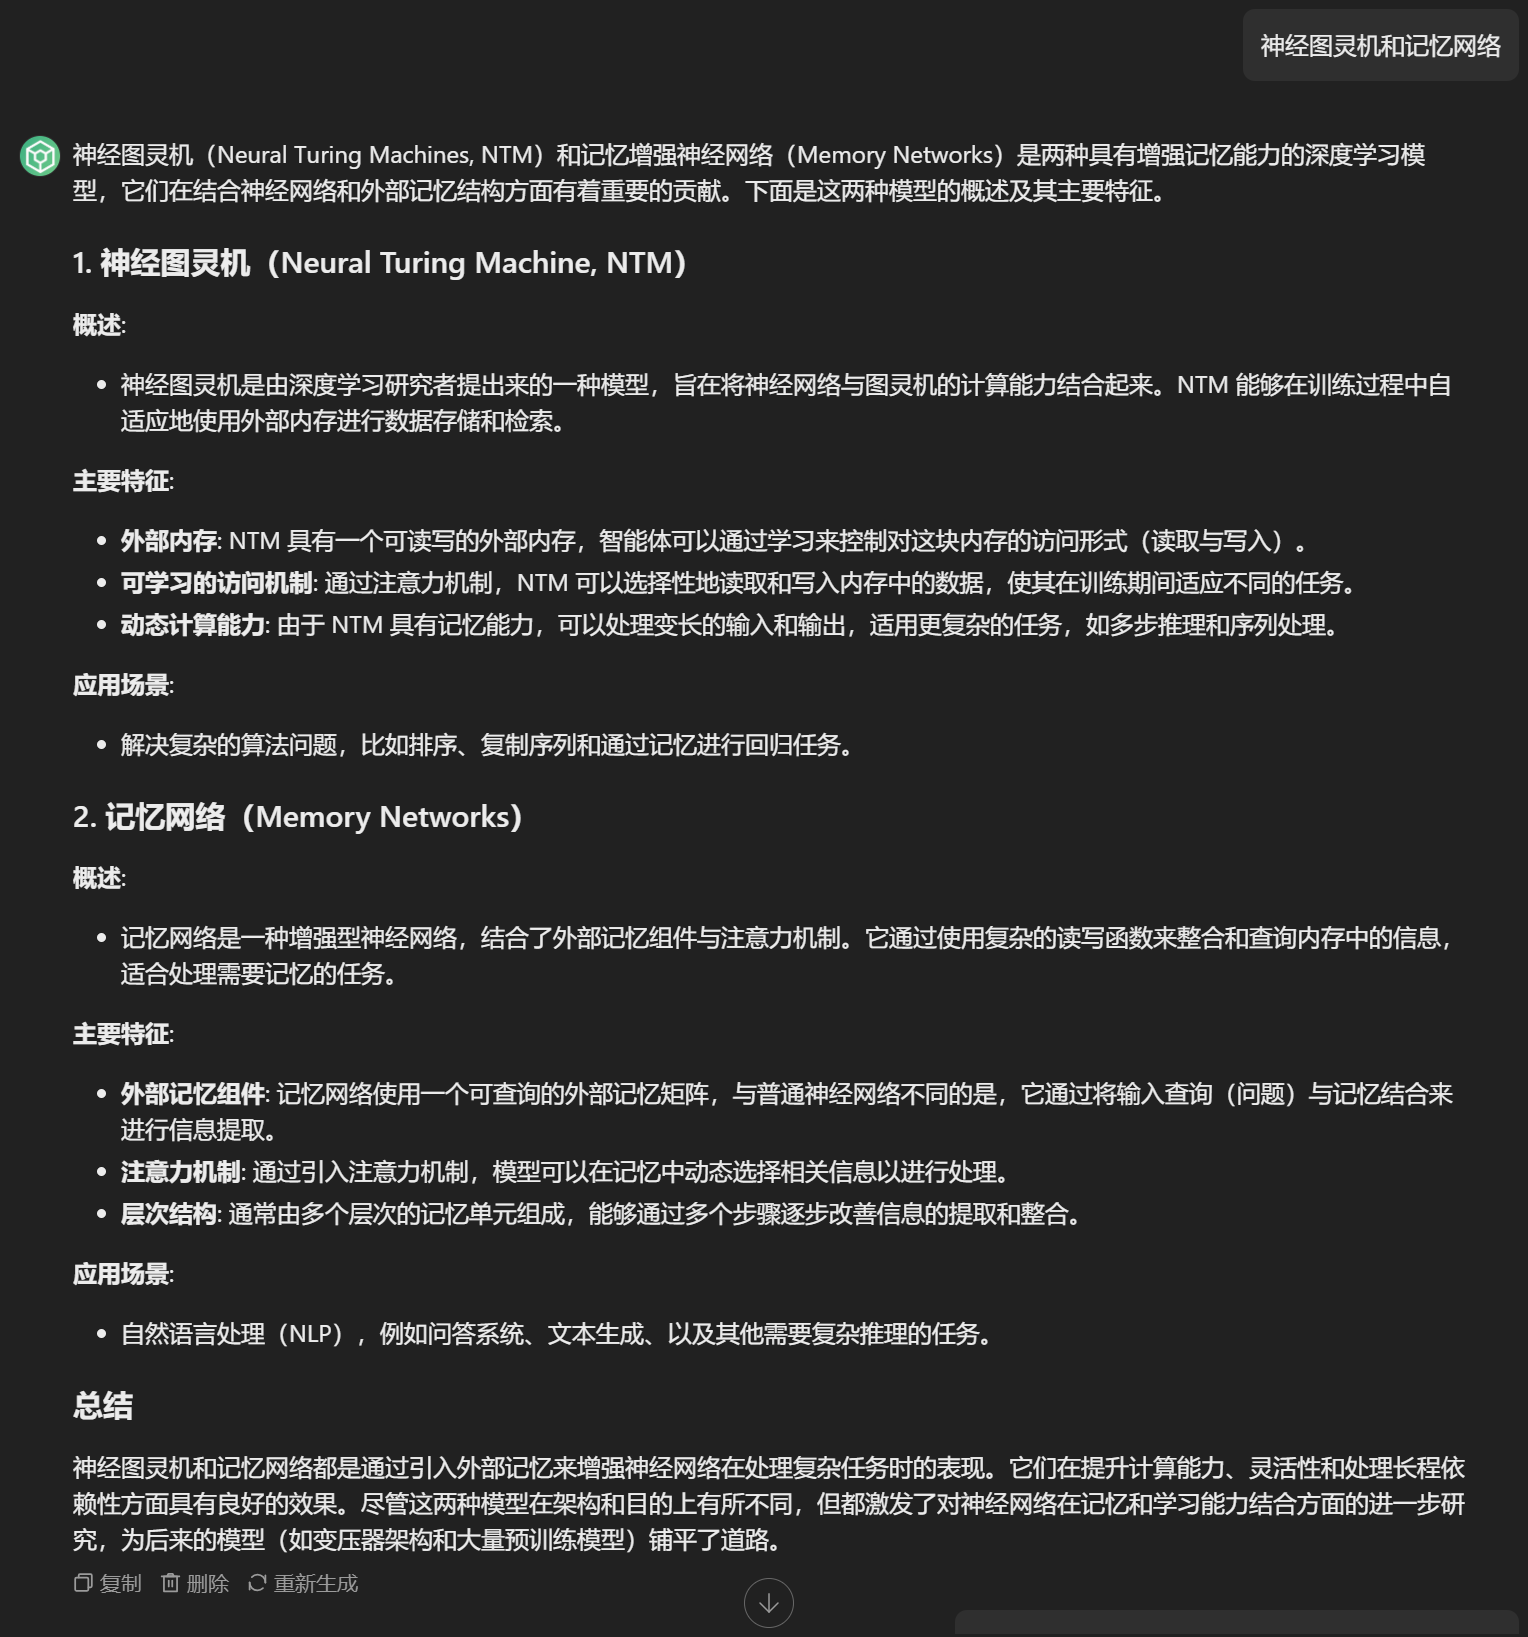 神经图灵机和记忆网络
神经图灵机（Neural Turing Machines, NTM）和记忆增强神经网络（Memory Networks）是两种具有增强记忆能力的深度学习模
型，它们在结合神经网络和外部记忆结构方面有着重要的贡献。下面是这两种模型的概述及其主要特征。
1. 神经图灵机（Neural Turing Machine, NTM）
概述:
• 神经图灵机是由深度学习研究者提出来的一种模型，旨在将神经网络与图灵机的计算能力结合起来。NTM 能够在训练过程中自
适应地使用外部内存进行数据存储和检索。
主要特征:
• 外部内存: NTM 具有一个可读写的外部内存，智能体可以通过学习来控制对这块内存的访问形式（读取与写入）。
• 可学习的访问机制: 通过注意力机制，NTM 可以选择性地读取和写入内存中的数据，使其在训练期间适应不同的任务。
• 动态计算能力: 由于 NTM 具有记忆能力，可以处理变长的输入和输出，适用更复杂的任务，如多步推理和序列处理。
应用场景:
• 解决复杂的算法问题，比如排序、复制序列和通过记忆进行回归任务。
2. 记忆网络（Memory Networks）
概述:
• 记忆网络是一种增强型神经网络，结合了外部记忆组件与注意力机制。它通过使用复杂的读写函数来整合和查询内存中的信息，
适合处理需要记忆的任务。
主要特征:
• 外部记忆组件: 记忆网络使用一个可查询的外部记忆矩阵，与普通神经网络不同的是，它通过将输入查询（问题）与记忆结合来
进行信息提取。
• 注意力机制: 通过引入注意力机制，模型可以在记忆中动态选择相关信息以进行处理。
• 层次结构: 通常由多个层次的记忆单元组成，能够通过多个步骤逐步改善信息的提取和整合。
应用场景:
• 自然语言处理（NLP），例如问答系统、文本生成、以及其他需要复杂推理的任务。
总结
神经图灵机和记忆网络都是通过引入外部记忆来增强神经网络在处理复杂任务时的表现。它们在提升计算能力、灵活性和处理长程依
赖性方面具有良好的效果。尽管这两种模型在架构和目的上有所不同，但都激发了对神经网络在记忆和学习能力结合方面的进一步研
究，为后来的模型（如变压器架构和大量预训练模型）铺平了道路。
复制 删除 重新生成